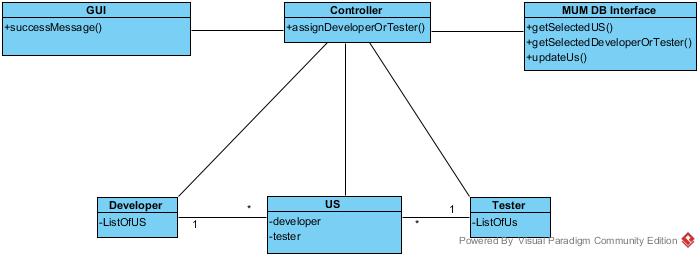 GUI
+successMessage()
Controller
+assignDeveloperOrTester()
MUM DB Interface
+getSelectedUS()
+getSelectedDeveloperOrTester()
+updateUs()
Developer
-ListOfUS
1
*
US
-developer
-tester
*
1
Tester
-ListOfUs
Powered By Visual Paradigm Community Edition